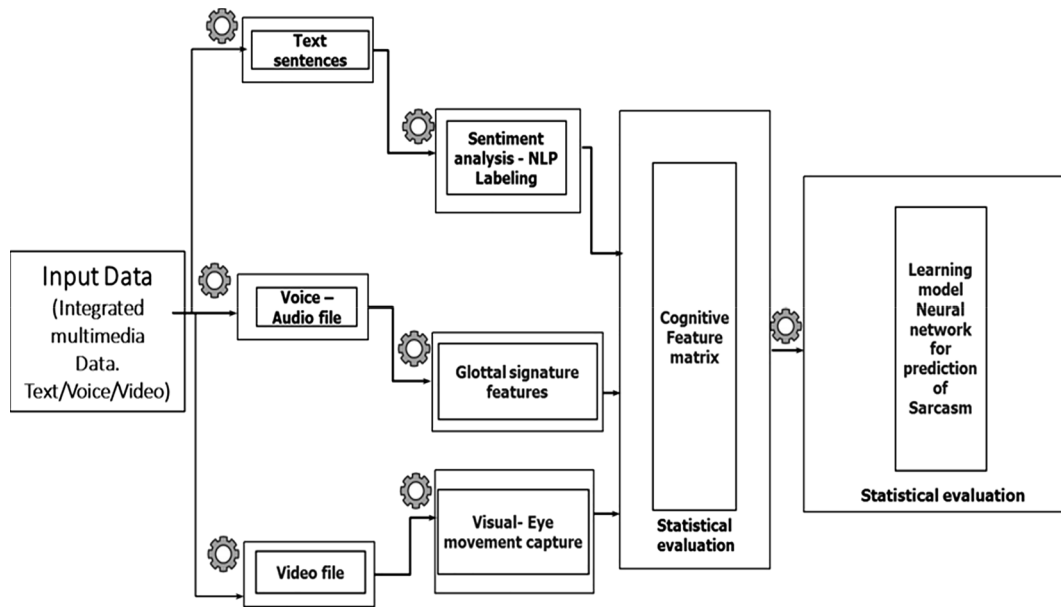 Input Data
(Integrated
multimedia
Data.
Text/Voice/Video)
Text
sentences
Sentiment
analysis - NLP
Labeling
Voice –
Audio file
Glottal signature
features
Video file
Visual- Eye
movement capture
Cognitive
Feature
matrix
Statistical
evaluation
Learning
model
Neural
network
for
prediction
of
Sarcasm
Statistical evaluation